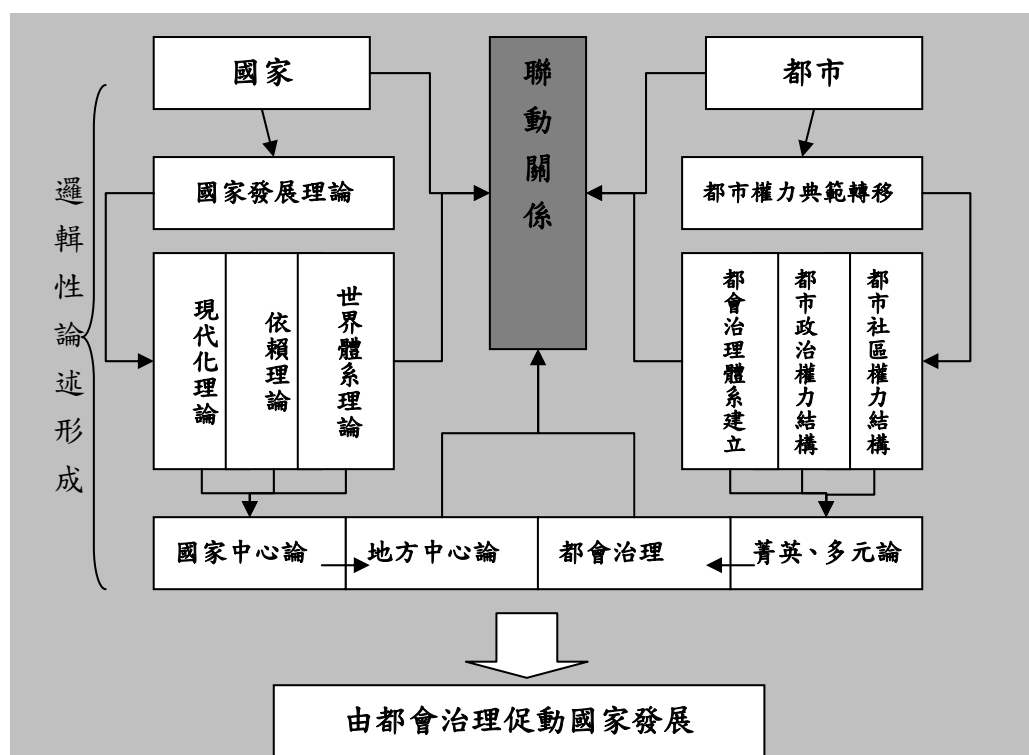 國家
聯動關係
都市
國家發展理論
都市權力典範轉移
邏輯性論述形成
現代化理論
依賴理論
世界體系理論
都會治理體系建立
都市政治權力結構
都市社區權力結構
國家中心論
地方中心論
都會治理
菁英、多元論
由都會治理促動國家發展